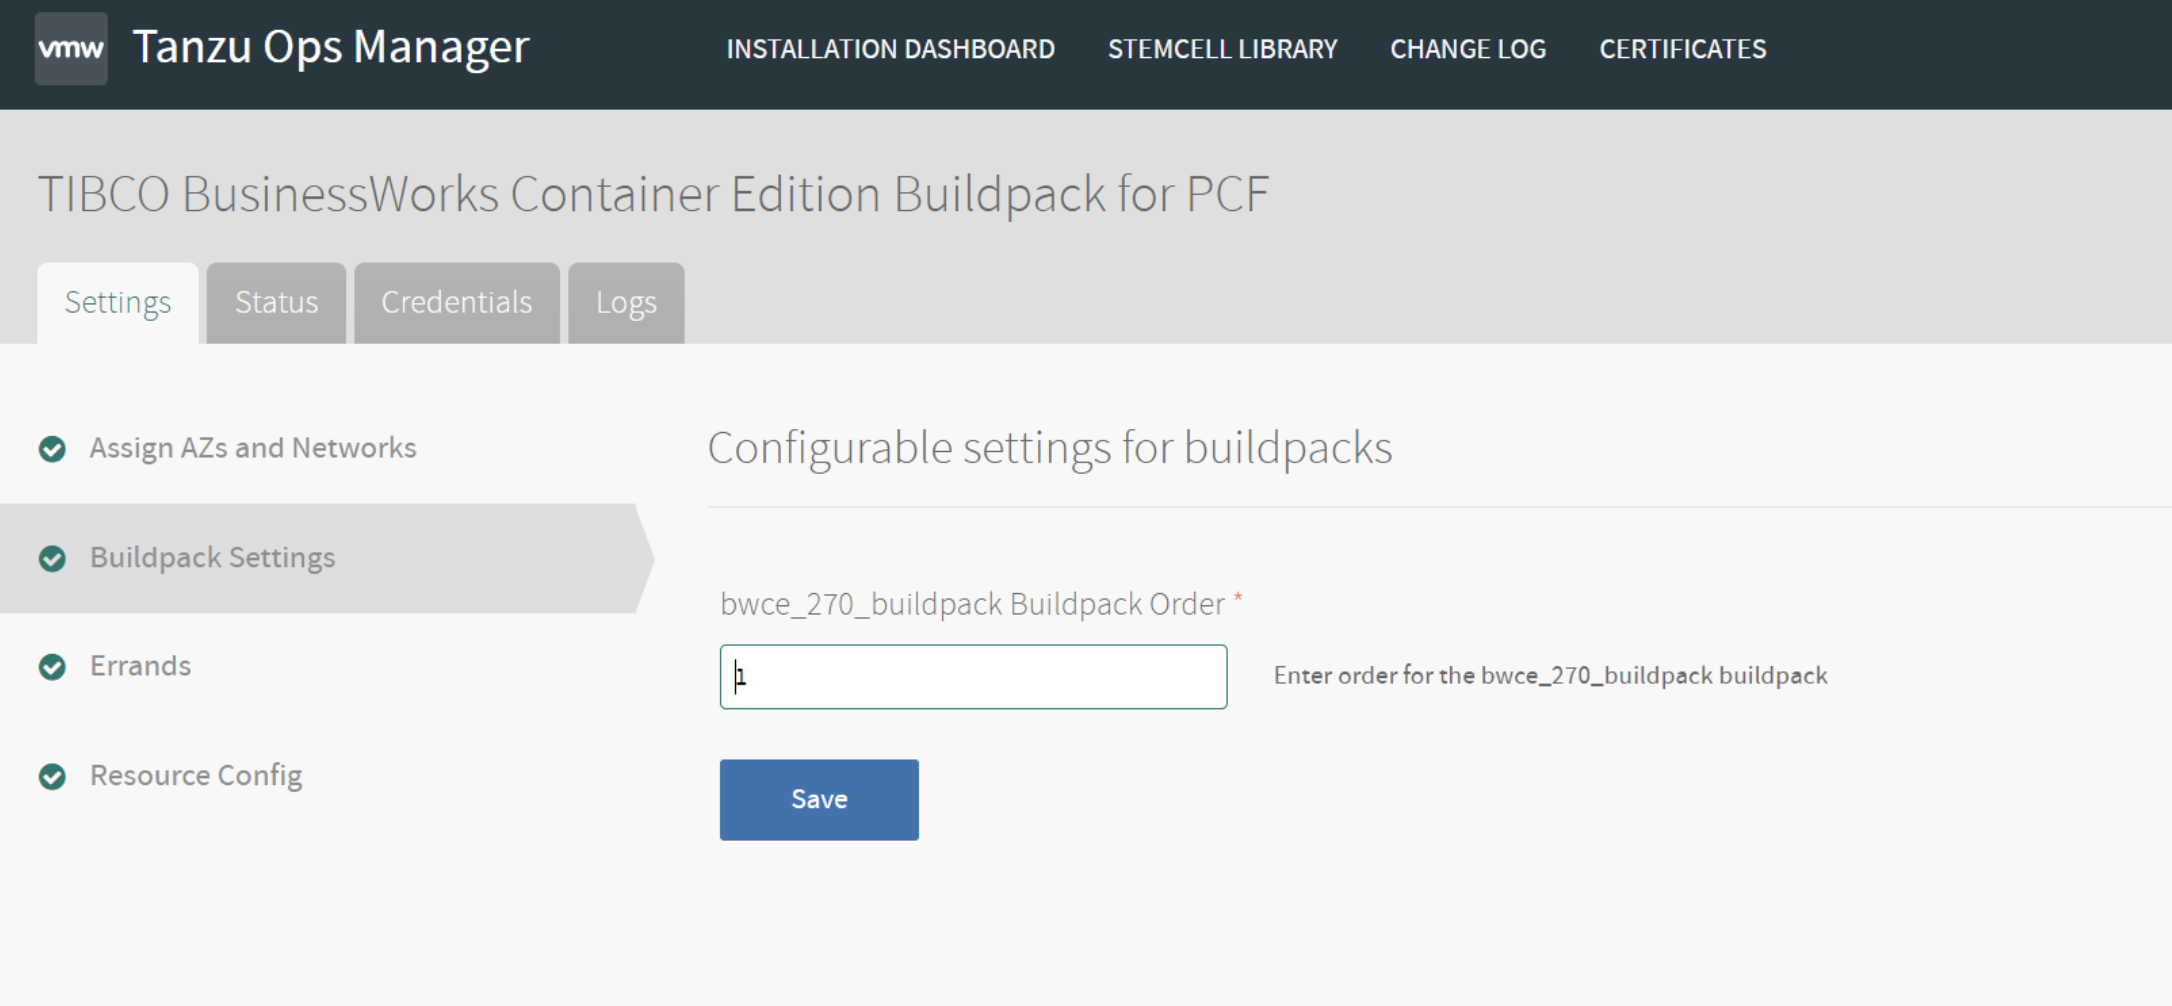 vmw Tanzu Ops Manager INSTALLATION DASHBOARD STEMCELL LIBRARY CHANGE LOG CERTIFICATES
TIBCO BusinessWorks Container Edition Buildpack for PCF
Settings Status Credentials Logs
Assign AZs and Networks
Buildpack Settings
Errands
Resource Config
Configurable settings for buildpacks
bwce_270_buildpack Buildpack Order *
1
Enter order for the bwce_270_buildpack buildpack
Save